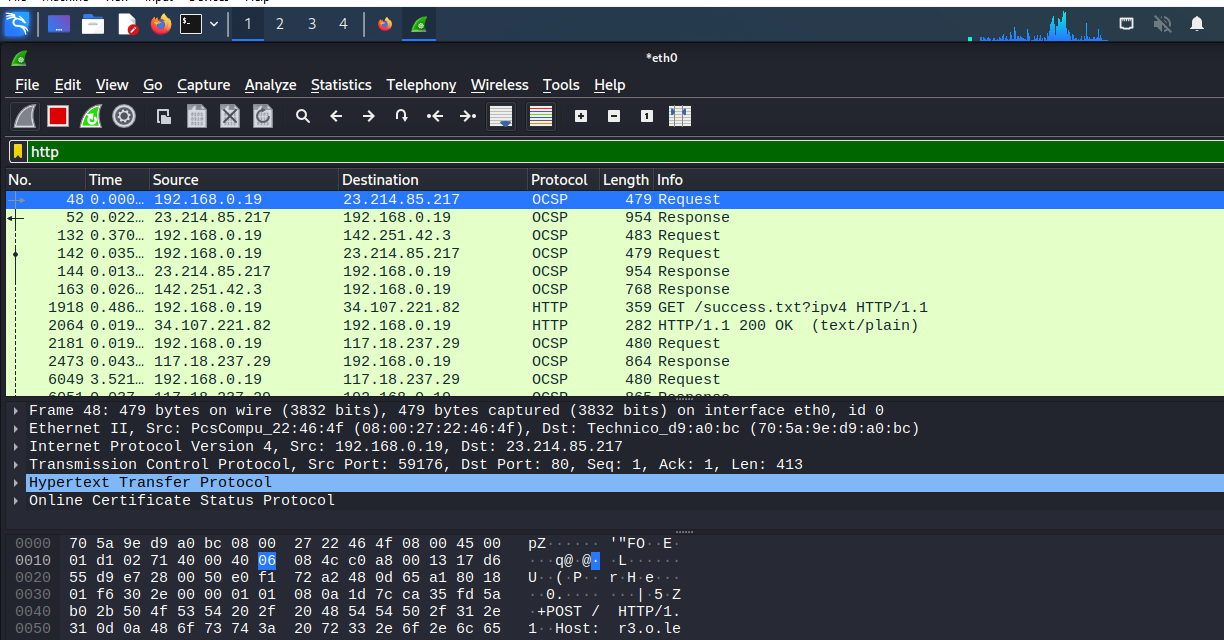 1 2 3 4
*eth0
File Edit View Go Capture Analyze Statistics Telephony Wireless Tools Help
http
No. Time Source Destination Protocol Length Info
48 0.000… 192.168.0.19 23.214.85.217 OCSP 479 Request
52 0.022… 23.214.85.217 192.168.0.19 OCSP 954 Response
132 0.370… 192.168.0.19 142.251.42.3 OCSP 483 Request
142 0.035… 192.168.0.19 23.214.85.217 OCSP 479 Request
144 0.013… 23.214.85.217 192.168.0.19 OCSP 954 Response
163 0.026… 142.251.42.3 192.168.0.19 OCSP 768 Response
1918 0.486… 192.168.0.19 34.107.221.82 HTTP 359 GET /success.txt?ipv4 HTTP/1.1
2064 0.019… 34.107.221.82 192.168.0.19 HTTP 282 HTTP/1.1 200 OK (text/plain)
2181 0.019… 192.168.0.19 117.18.237.29 OCSP 480 Request
2473 0.043… 117.18.237.29 192.168.0.19 OCSP 864 Response
6049 3.521… 192.168.0.19 117.18.237.29 OCSP 480 Request
Frame 48: 479 bytes on wire (3832 bits), 479 bytes captured (3832 bits) on interface eth0, id 0
Ethernet II, Src: PcsCompu_22:46:4f (08:00:27:22:46:4f), Dst: Technico_d9:a0:bc (70:5a:9e:d9:a0:bc)
Internet Protocol Version 4, Src: 192.168.0.19, Dst: 23.214.85.217
Transmission Control Protocol, Src Port: 59176, Dst Port: 80, Seq: 1, Ack: 1, Len: 413
Hypertext Transfer Protocol
Online Certificate Status Protocol
0000 70 5a 9e d9 a0 bc 08 00 27 22 46 4f 08 00 45 00 pZ······ '"FO··E·
0010 01 d1 02 71 40 00 40 06 08 4c c0 a8 00 13 17 d6 ···q@·@· ·L······
0020 55 d9 e7 28 00 50 e0 f1 72 a2 48 0d 65 a1 80 18 U··(·P·· r·H·e···
0030 01 f6 30 2e 00 00 01 01 08 0a 1d 7c ca 35 fd 5a ··0.···· ···|·5·Z
0040 b0 2b 50 4f 53 54 20 2f 20 48 54 54 50 2f 31 2e ·+POST / HTTP/1.
0050 31 0d 0a 48 6f 73 74 3a 20 72 33 2e 6f 2e 6c 65 1··Host: r3.o.le